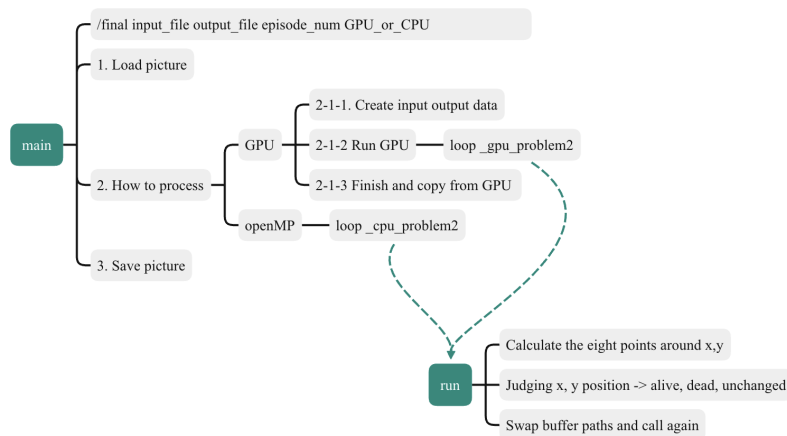 /final input_file output_file episode_num GPU_or_CPU
1. Load picture
main
2. How to process
GPU
2-1-1. Create input output data
2-1-2 Run GPU
loop _gpu_problem2
2-1-3 Finish and copy from GPU
openMP
loop _cpu_problem2
3. Save picture
run
Calculate the eight points around x,y
Judging x, y position -> alive, dead, unchanged
Swap buffer paths and call again